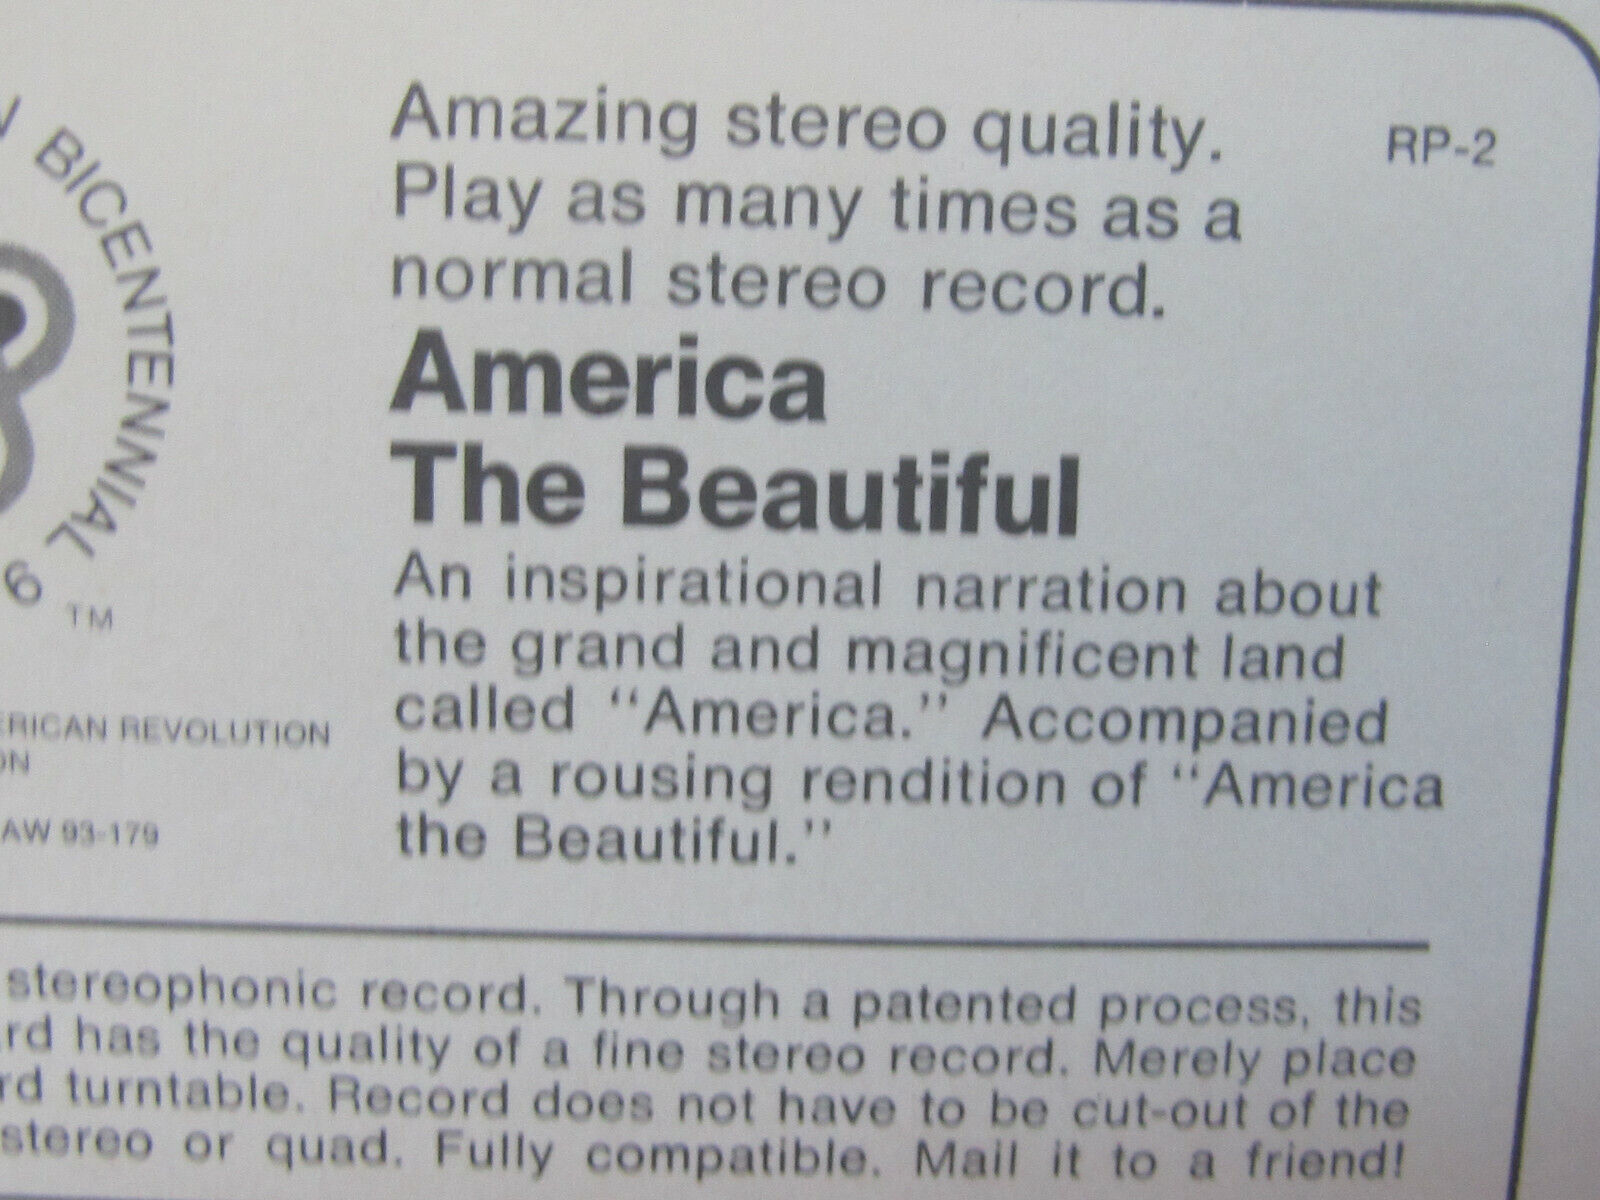 BICENTENNIAL
6 TM
RICAN REVOLUTION
AW 93-179
Amazing stereo quality.
Play as many times as a
normal stereo record.
RP-2
America
The Beautiful
An inspirational narration about
the grand and magnificent land
called "America." Accompanied
by a rousing rendition of "America
the Beautiful."
stereophonic record. Through a patented process, this
rd has the quality of a fine stereo record. Merely place
rd turntable. Record does not have to be cut-out of the
stereo or quad. Fully compatible. Mail it to a friend!